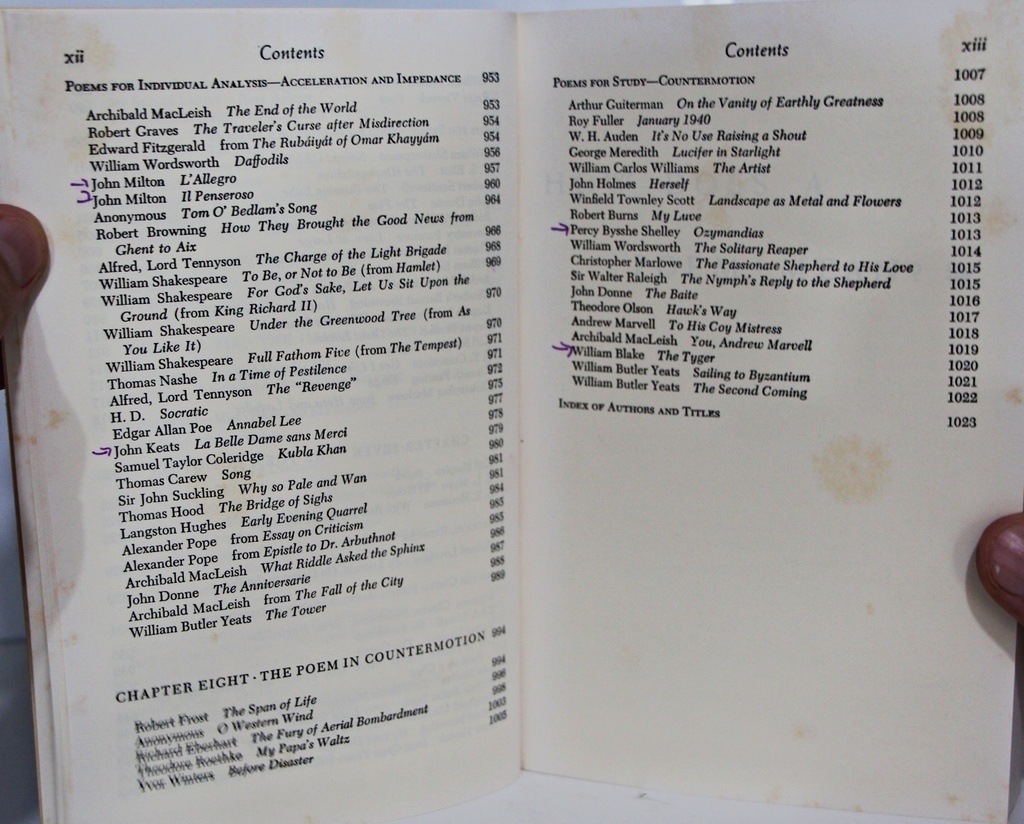 xii
Contents
POEMS FOR INDIVIDUAL ANALYSIS—ACCELERATION AND IMPEDANCE 953
Archibald MacLeish The End of the World 953
Robert Graves The Traveler's Curse after Misdirection 954
Edward Fitzgerald from The Rubáiyát of Omar Khayyám 954
William Wordsworth Daffodils 956
John Milton L'Allegro 957
John Milton Il Penseroso 960
Anonymous Tom O' Bedlam's Song 964
Robert Browning How They Brought the Good News from
Ghent to Aix 966
Alfred, Lord Tennyson The Charge of the Light Brigade 968
William Shakespeare To Be, or Not to Be (from Hamlet) 969
William Shakespeare For God's Sake, Let Us Sit Upon the
Ground (from King Richard II) 970
William Shakespeare Under the Greenwood Tree (from As
You Like It) 970
William Shakespeare Full Fathom Five (from The Tempest) 971
Thomas Nashe In a Time of Pestilence 971
Alfred, Lord Tennyson The "Revenge" 972
H. D. Socratic 975
Edgar Allan Poe Annabel Lee 977
John Keats La Belle Dame sans Merci 978
Samuel Taylor Coleridge Kubla Khan 979
Thomas Carew Song 980
Sir John Suckling Why so Pale and Wan 981
Thomas Hood The Bridge of Sighs 981
Langston Hughes Early Evening Quarrel 984
Alexander Pope from Essay on Criticism 985
Alexander Pope from Epistle to Dr. Arbuthnot 985
Archibald MacLeish What Riddle Asked the Sphinx 986
John Donne The Anniversarie 987
Archibald MacLeish from The Fall of the City 988
William Butler Yeats The Tower 989
CHAPTER EIGHT · THE POEM IN COUNTERMOTION 994
Robert Frost The Span of Life 994
Anonymous O Western Wind 996
Richard Eberhart The Fury of Aerial Bombardment 998
Theodore Roethke My Papa's Waltz 1003
Yvor Winters Before Disaster 1005
Contents
xiii
POEMS FOR STUDY—COUNTERMOTION 1007
Arthur Guiterman On the Vanity of Earthly Greatness 1008
Roy Fuller January 1940 1008
W. H. Auden It's No Use Raising a Shout 1009
George Meredith Lucifer in Starlight 1010
William Carlos Williams The Artist 1011
John Holmes Herself 1012
Winfield Townley Scott Landscape as Metal and Flowers 1012
Robert Burns My Luve 1013
Percy Bysshe Shelley Ozymandias 1013
William Wordsworth The Solitary Reaper 1014
Christopher Marlowe The Passionate Shepherd to His Love 1015
Sir Walter Raleigh The Nymph's Reply to the Shepherd 1015
John Donne The Baite 1016
Theodore Olson Hawk's Way 1017
Andrew Marvell To His Coy Mistress 1018
Archibald MacLeish You, Andrew Marvell 1019
William Blake The Tyger 1020
William Butler Yeats Sailing to Byzantium 1021
William Butler Yeats The Second Coming 1022
INDEX OF AUTHORS AND TITLES 1023